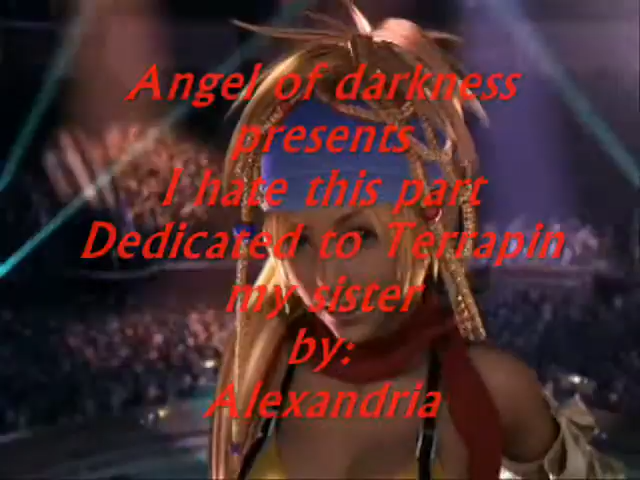 Angel of darkness
presents
I hate this part
Dedicated to Terrapin
my sister
by:
Alexandria